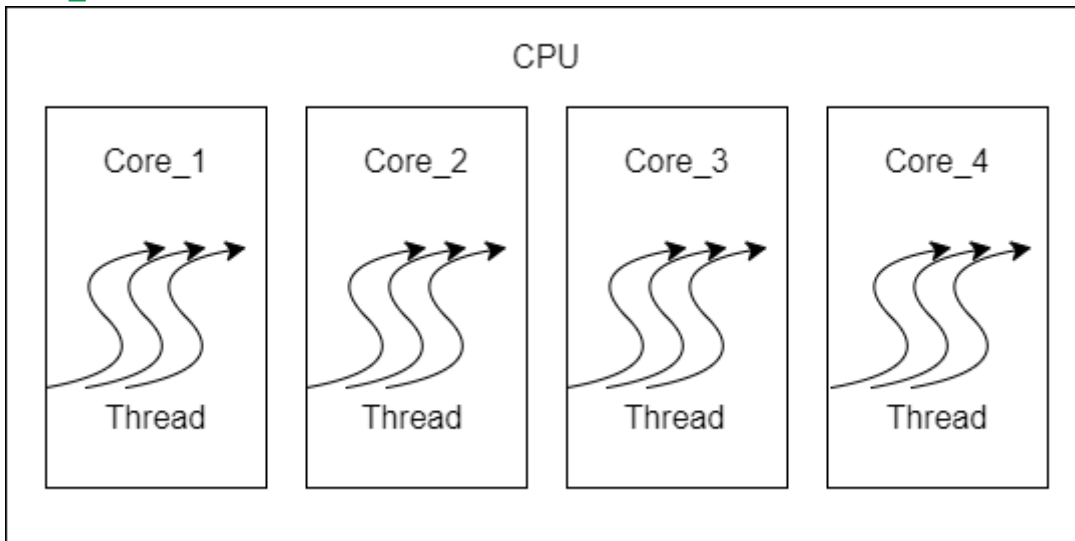 CPU
Core_1
Core_2
Core_3
Core_4
Thread
Thread
Thread
Thread